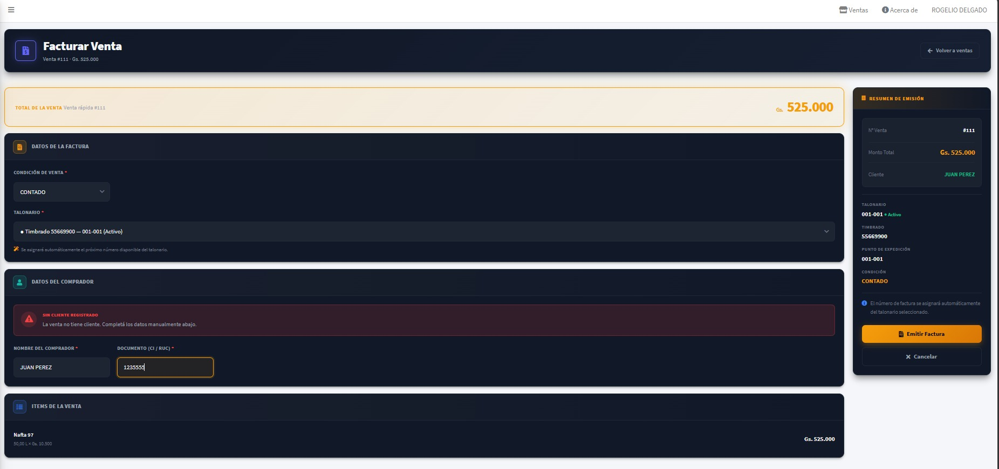 Ventas
Acerca de
ROGELIO DELGADO
Facturar Venta
Venta #111 · Gs. 525.000
Volver a ventas
TOTAL DE LA VENTA Venta rápida #111
Gs. 525.000
DATOS DE LA FACTURA
CONDICIÓN DE VENTA *
CONTADO
TALONARIO *
● Timbrado 55669900 — 001-001 (Activo)
Se asignará automáticamente el próximo número disponible del talonario.
DATOS DEL COMPRADOR
SIN CLIENTE REGISTRADO
La venta no tiene cliente. Completá los datos manualmente abajo.
NOMBRE DEL COMPRADOR *
DOCUMENTO (CI / RUC) *
JUAN PEREZ
1235555
ITEMS DE LA VENTA
Nafta 97
50,00 L × Gs. 10.500
Gs. 525.000
RESUMEN DE EMISIÓN
N° Venta
#111
Monto Total
Gs. 525.000
Cliente
JUAN PEREZ
TALONARIO
001-001 ● Activo
TIMBRADO
55669900
PUNTO DE EXPEDICIÓN
001-001
CONDICIÓN
CONTADO
El número de factura se asignará automáticamente
del talonario seleccionado.
Emitir Factura
Cancelar